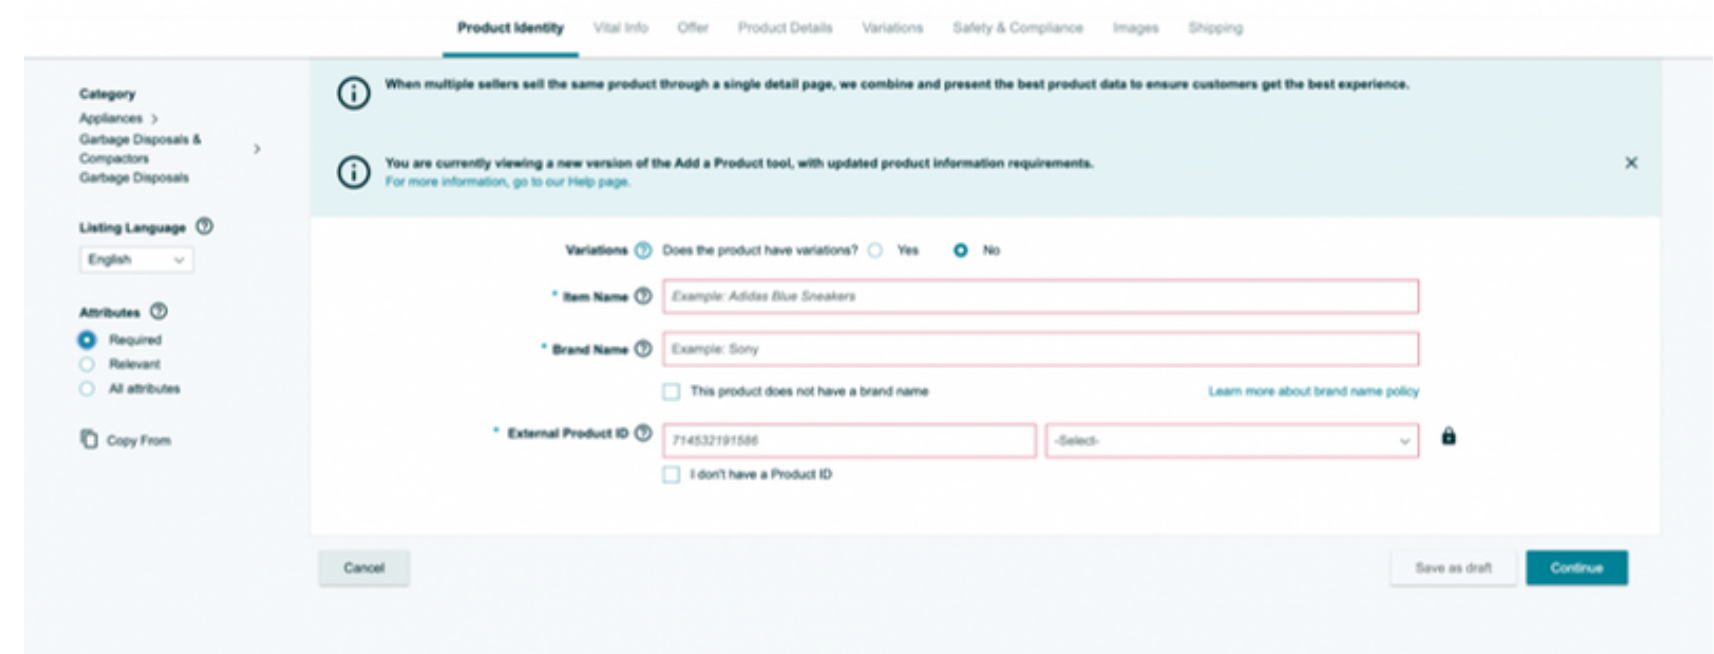 Product Identity Vital Info Offer Product Details Variations Safety & Compliance Images Shipping
Category
Appliances >
Garbage Disposals &
Compactors >
Garbage Disposals
Listing Language
English
Attributes
Required
Relevant
All attributes
Copy From
When multiple sellers sell the same product through a single detail page, we combine and present the best product data to ensure customers get the best experience.
You are currently viewing a new version of the Add a Product tool, with updated product information requirements.
For more information, go to our Help page.
Variations Does the product have variations? Yes No
* Item Name Example: Adidas Blue Sneakers
* Brand Name Example: Sony
This product does not have a brand name Learn more about brand name policy
* External Product ID 714532191586 -Select-
I don't have a Product ID
Cancel Save as draft Continue